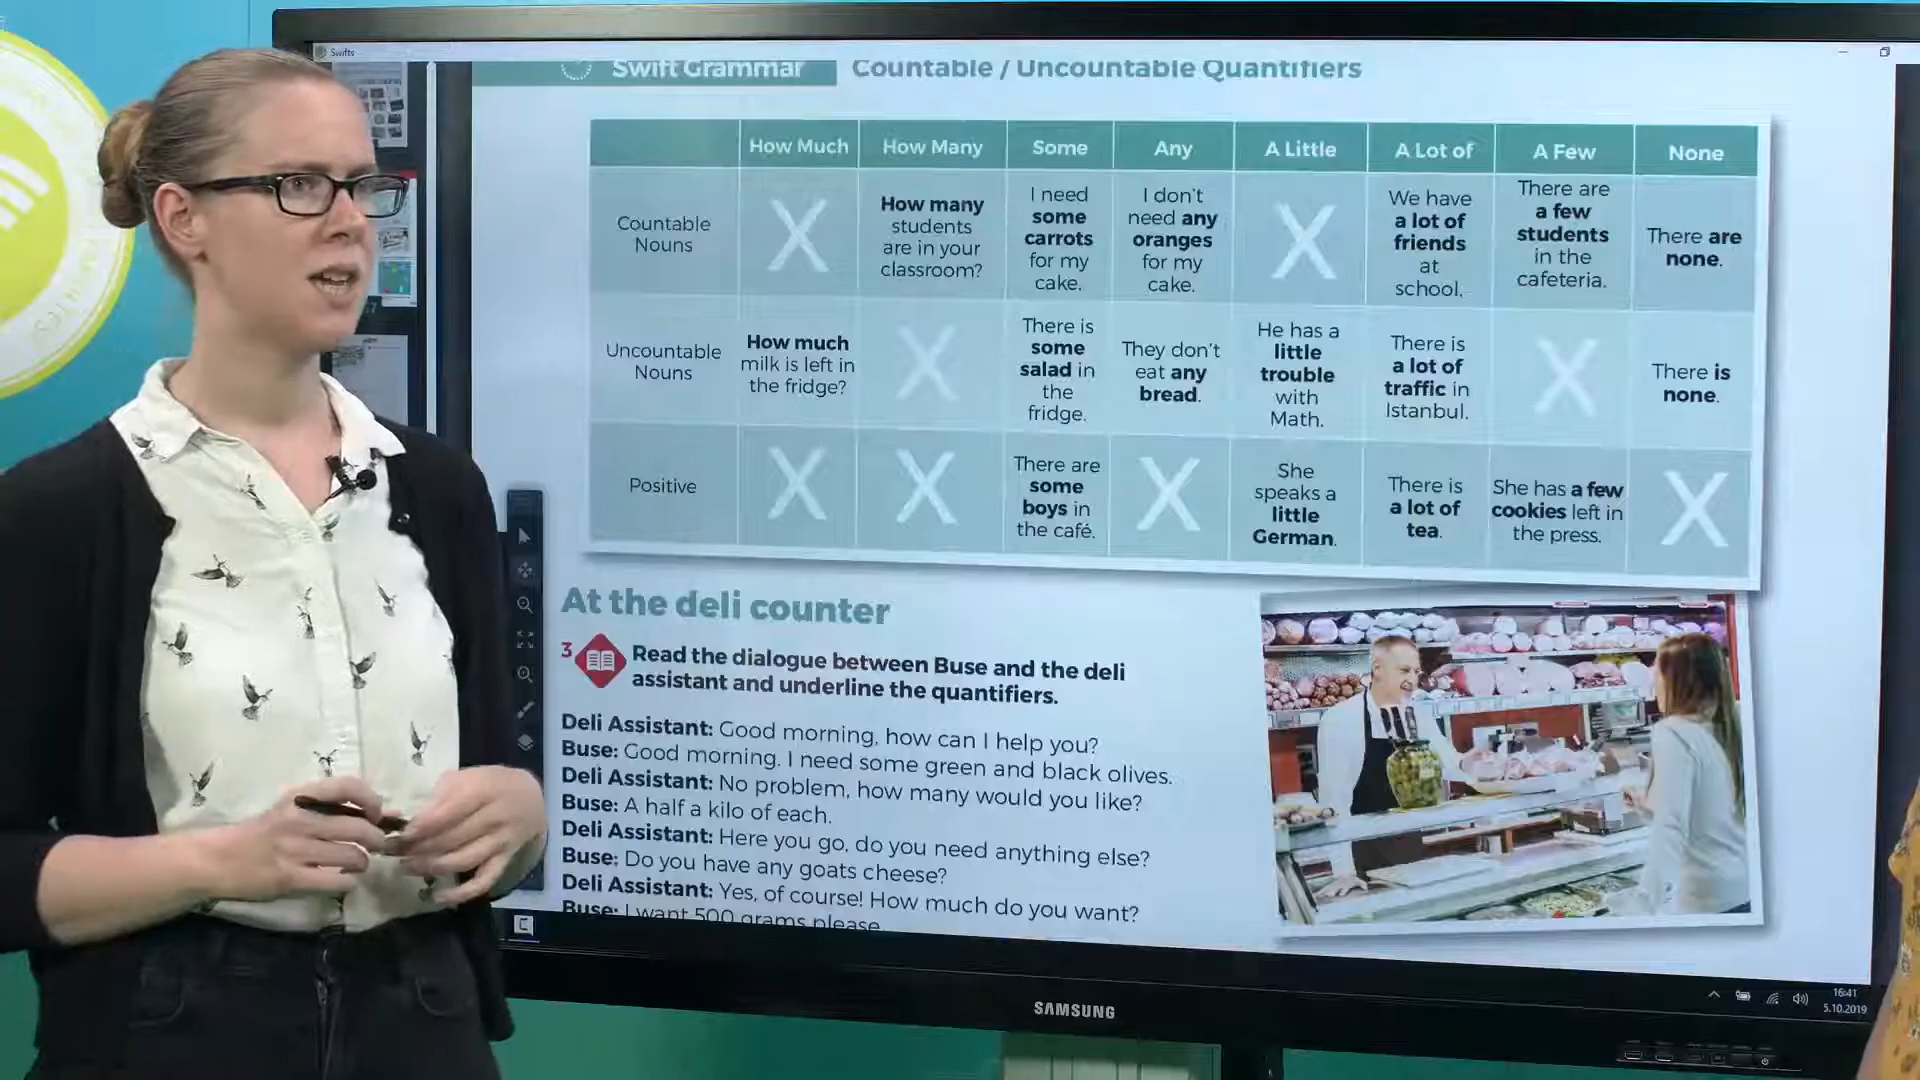 Swifts
Swift Grammar
Countable / Uncountable Quantifiers
How Much
How Many
Some
Any
A Little
A Lot of
A Few
None
Countable
Nouns
X
How many
students
are in your
classroom?
I need
some
carrots
for my
cake.
I don't
need any
oranges
for my
cake.
X
We have
a lot of
friends
at
school.
There are
a few
students
in the
cafeteria.
There are
none.
Uncountable
Nouns
How much
milk is left in
the fridge?
X
There is
some
salad in
the
fridge.
They don't
eat any
bread.
He has a
little
trouble
with
Math.
There is
a lot of
traffic in
Istanbul.
X
There is
none.
Positive
X
X
There are
some
boys in
the café.
X
She
speaks a
little
German.
There is
a lot of
tea.
She has a few
cookies left in
the press.
X
At the deli counter
3
Read the dialogue between Buse and the deli
assistant and underline the quantifiers.
Deli Assistant: Good morning, how can I help you?
Buse: Good morning. I need some green and black olives.
Deli Assistant: No problem, how many would you like?
Buse: A half a kilo of each.
Deli Assistant: Here you go, do you need anything else?
Buse: Do you have any goats cheese?
Deli Assistant: Yes, of course! How much do you want?
Buse: I want 500 grams please
SAMSUNG
16:41
5.10.2019